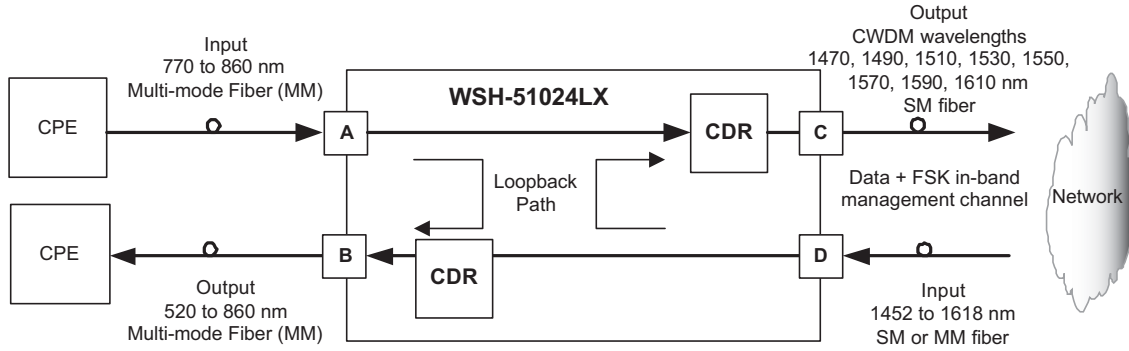 Input
770 to 860 nm
Multi-mode Fiber (MM)
CPE
WSH-51024LX
A
CDR
C
Output
CWDM wavelengths
1470, 1490, 1510, 1530, 1550,
1570, 1590, 1610 nm
SM fiber
Loopback
Path
Data + FSK in-band
management channel
Network
CPE
B
CDR
D
Output
520 to 860 nm
Multi-mode Fiber (MM)
Input
1452 to 1618 nm
SM or MM fiber